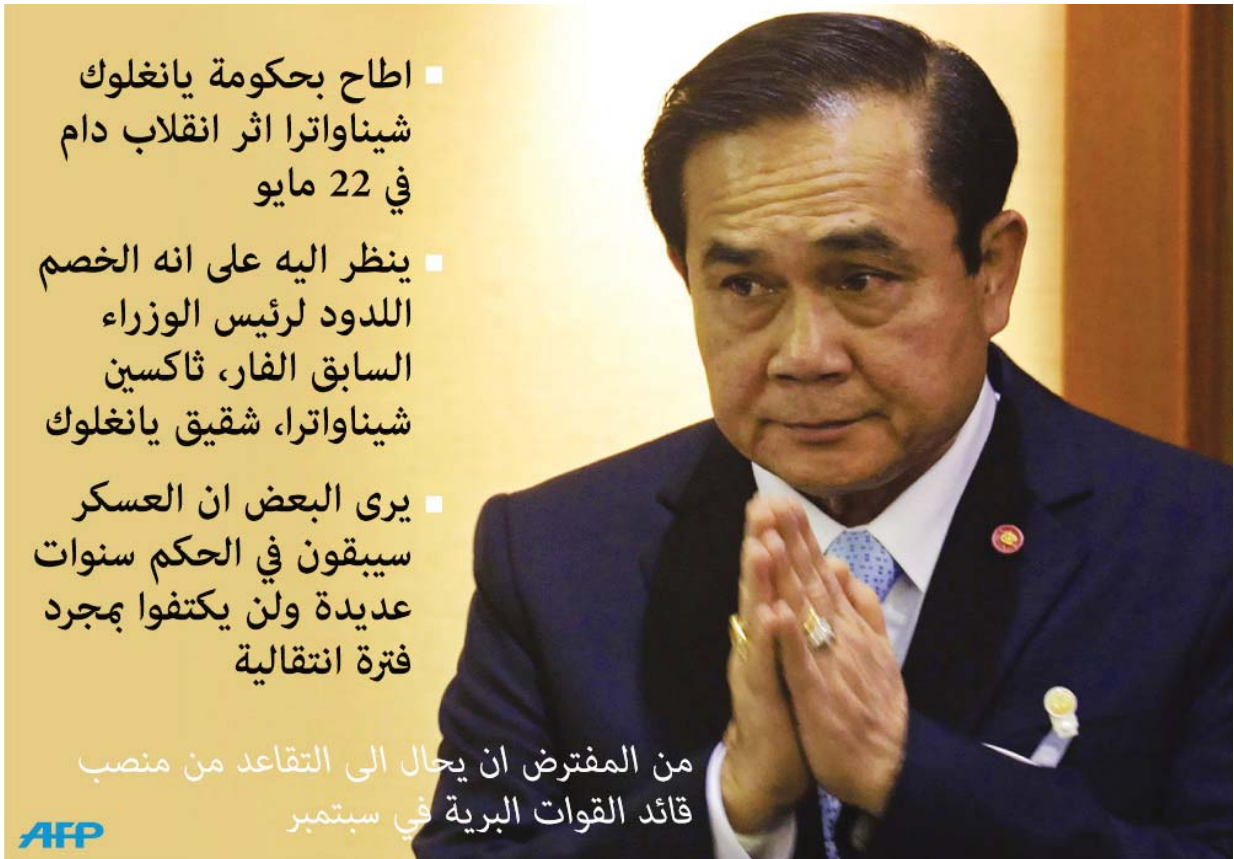 اطاح بحكومة يانغلوك
شيناواترا اثر انقلاب دام
في 22 مايو
ينظر اليه على انه الخصم
اللدود لرئيس الوزراء
السابق الفار، ثاكسين
شيناواترا، شقيق يانغلوك
يرى البعض ان العسكر
سيبقون في الحكم سنوات
عديدة ولن يكتفوا بمجرد
فترة انتقالية
من المفترض ان يحال الى التقاعد من منصب
قائد القوات البرية في سبتمبر
AFP